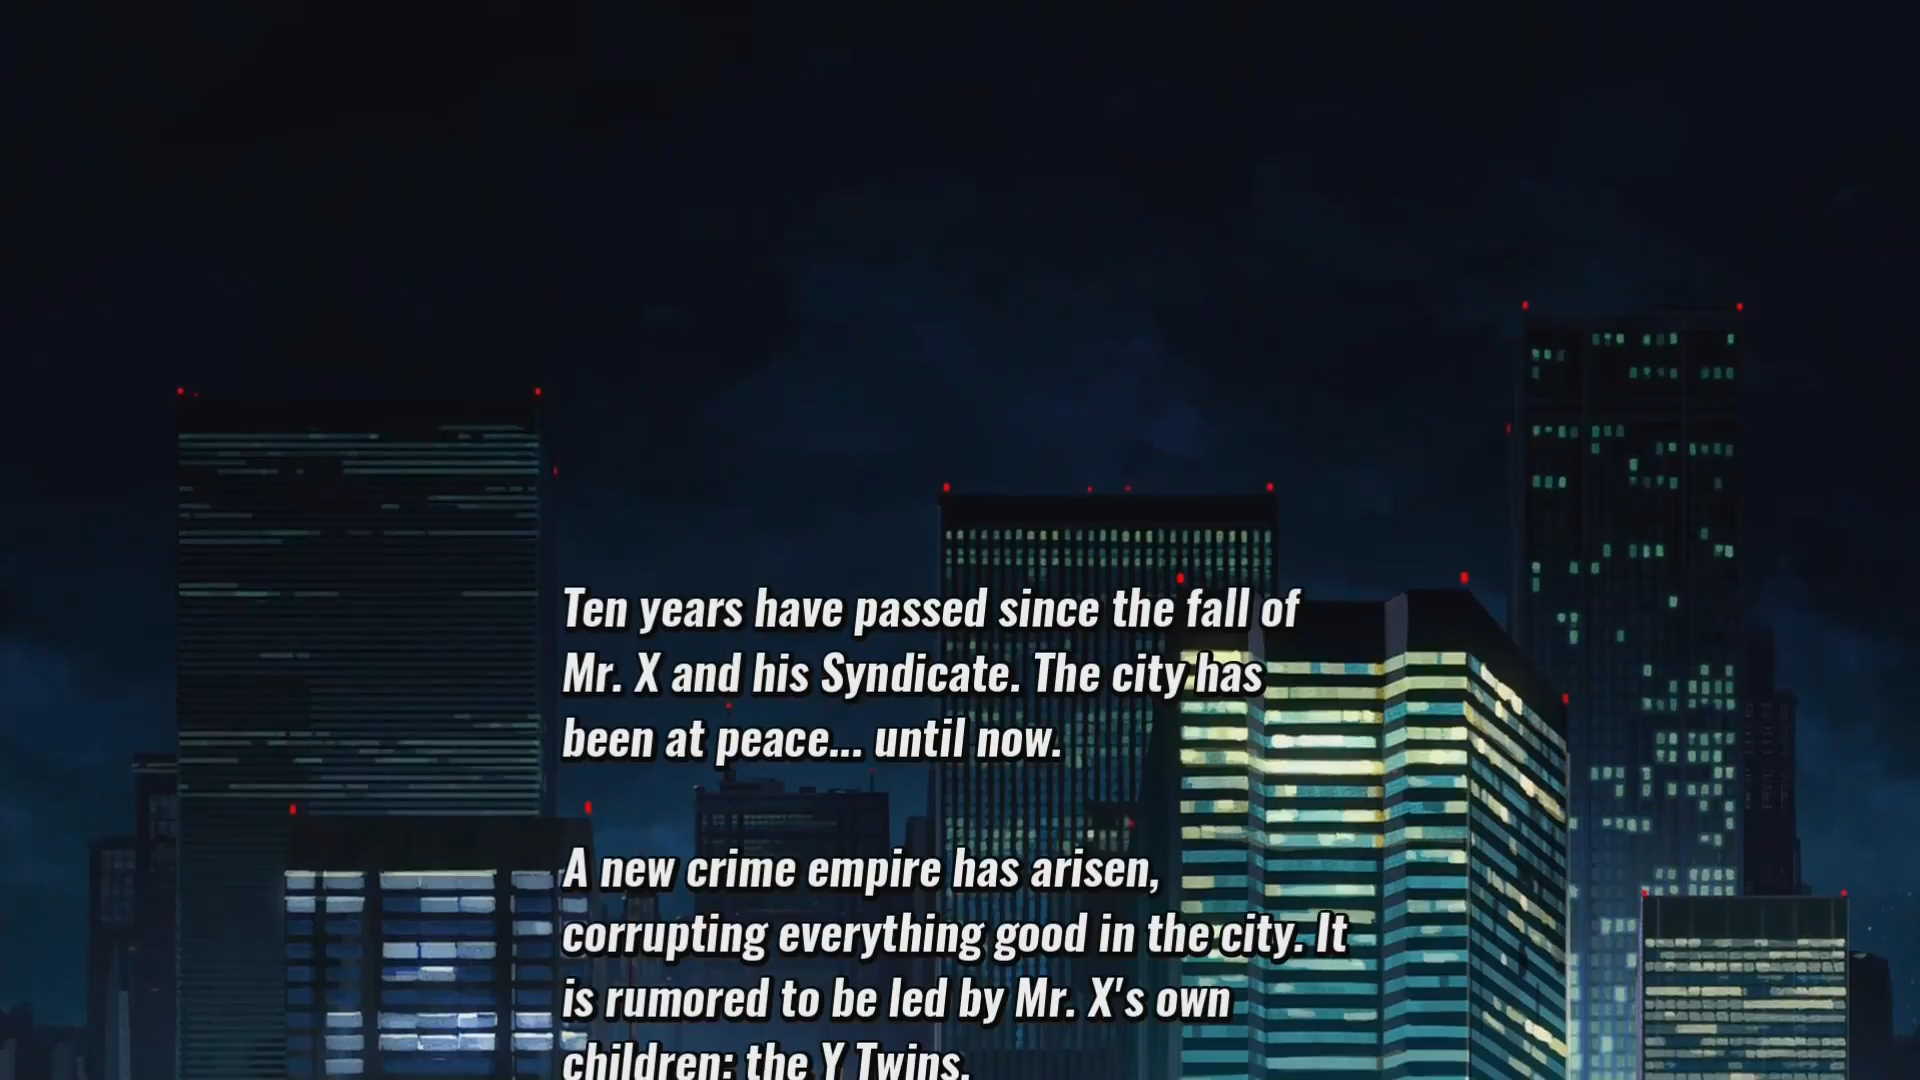 Ten years have passed since the fall of
Mr. X and his Syndicate. The city has
been at peace... until now.
A new crime empire has arisen,
corrupting everything good in the city. It
is rumored to be led by Mr. X's own
children: the Y Twins.